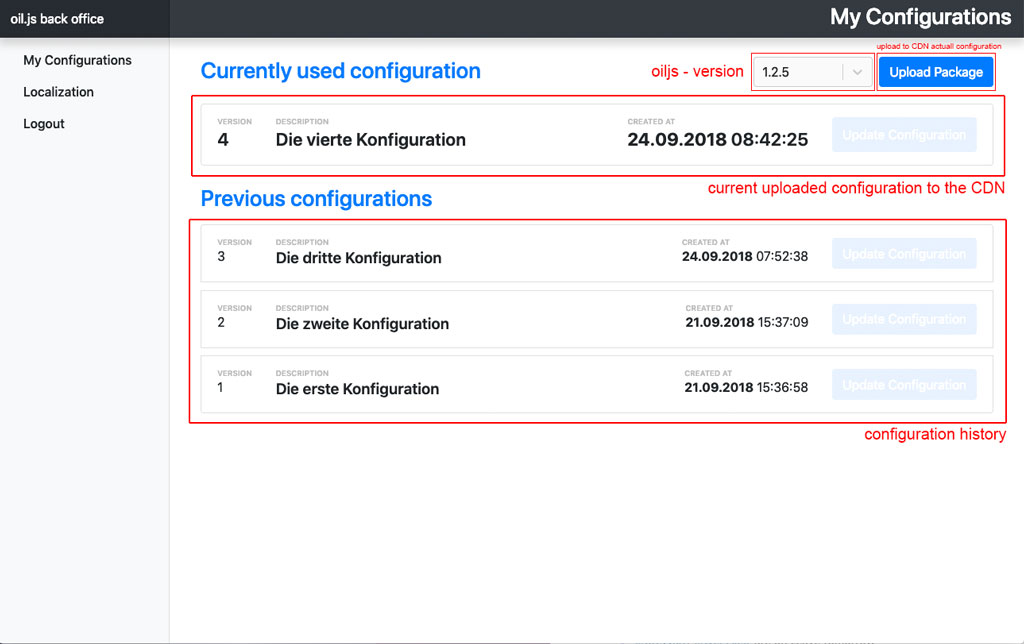 oil.js back office
My Configurations
My Configurations
Localization
Logout
upload to CDN actuall configuration
Currently used configuration
oiljs - version
1.2.5
Upload Package
VERSION
4
DESCRIPTION
Die vierte Konfiguration
CREATED AT
24.09.2018 08:42:25
Update Configuration
current uploaded configuration to the CDN
Previous configurations
VERSION
3
DESCRIPTION
Die dritte Konfiguration
CREATED AT
24.09.2018 07:52:38
Update Configuration
VERSION
2
DESCRIPTION
Die zweite Konfiguration
CREATED AT
21.09.2018 15:37:09
Update Configuration
VERSION
1
DESCRIPTION
Die erste Konfiguration
CREATED AT
21.09.2018 15:36:58
Update Configuration
configuration history